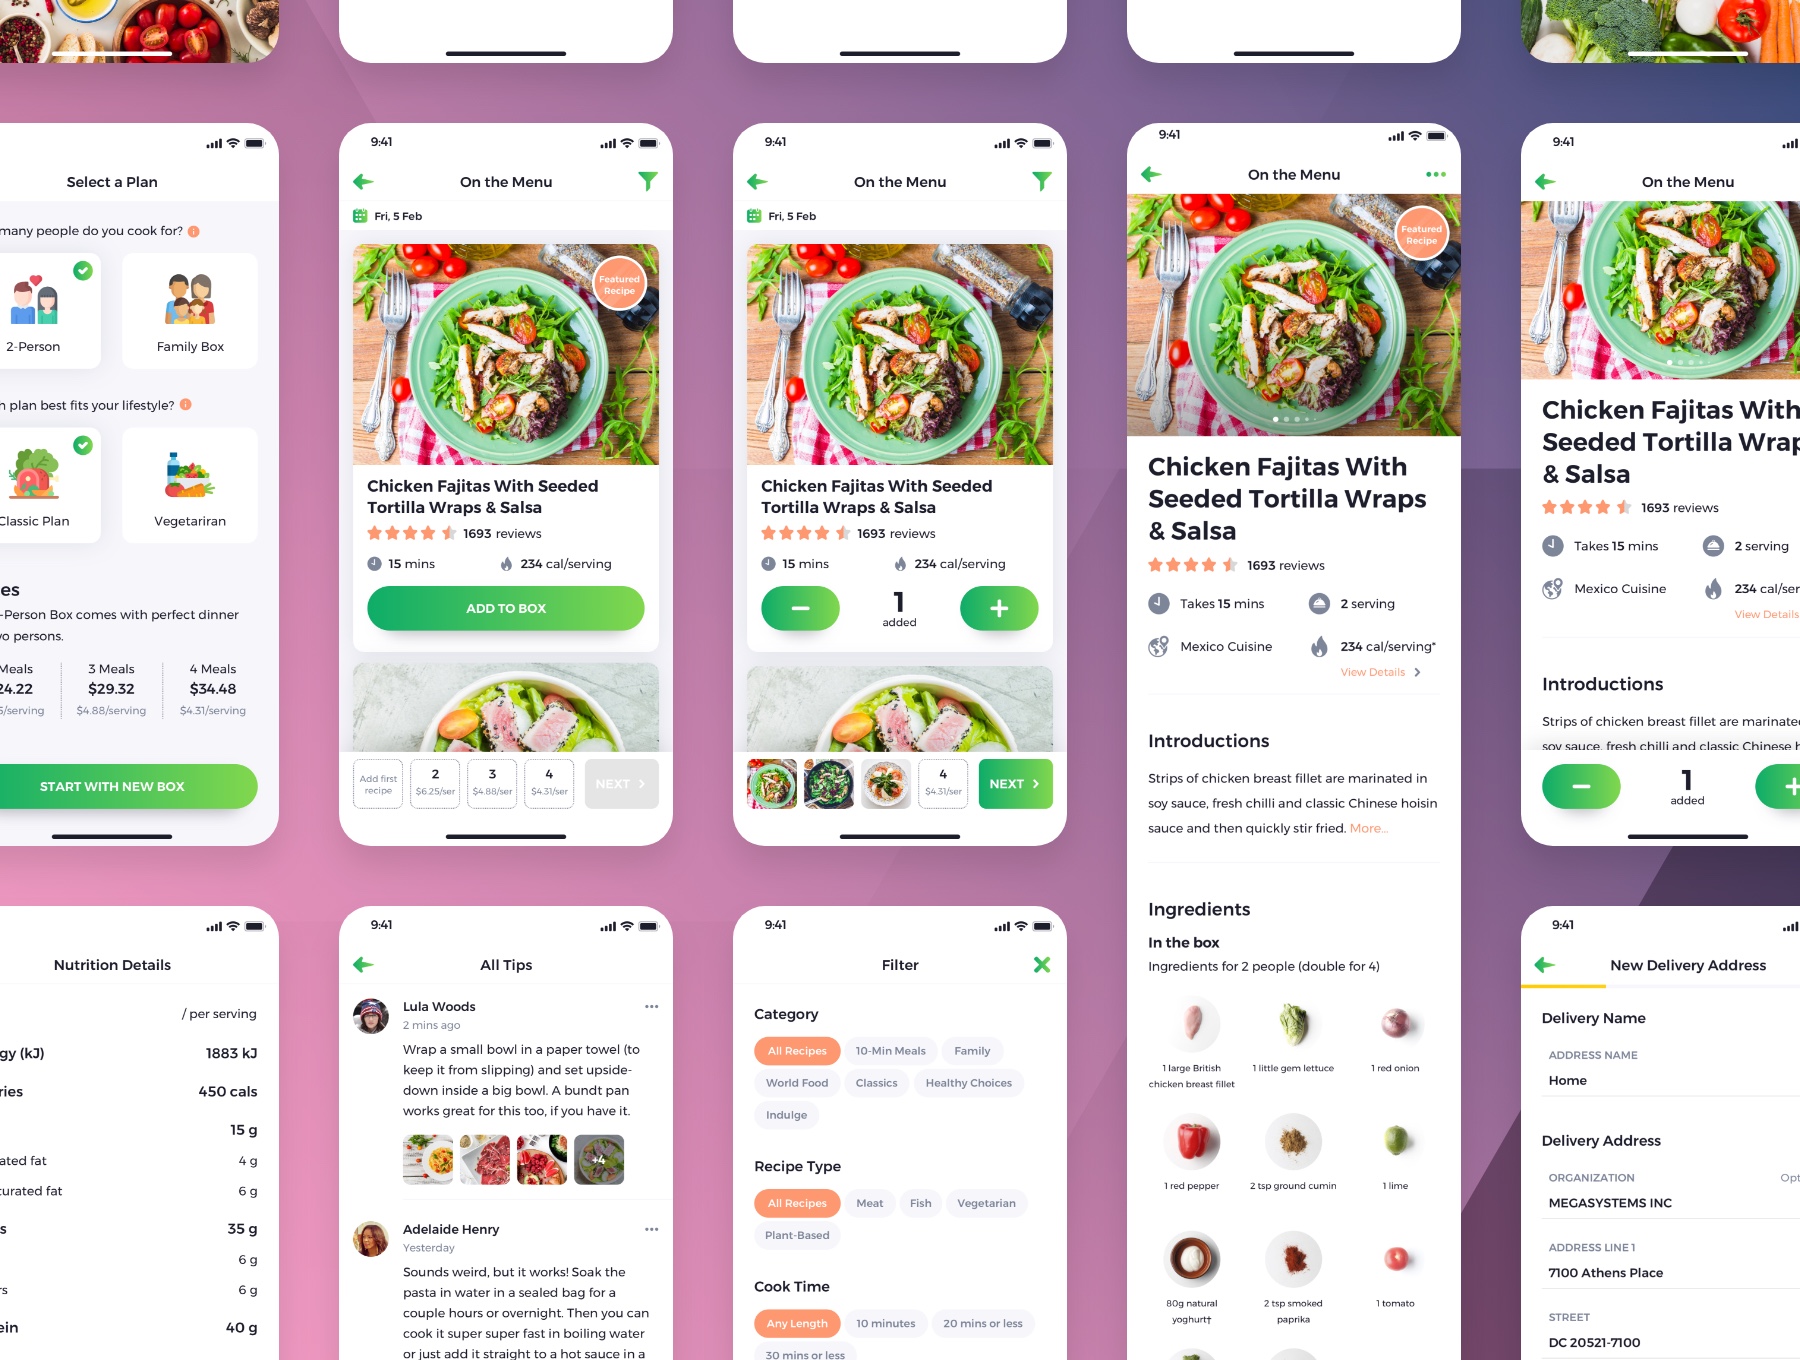 Select a Plan
many people do you cook for?
2-Person
Family Box
plan best fits your lifestyle?
Classic Plan
Vegetariran
-Person Box comes with perfect dinner
persons.
Meals
24.22
/serving
3 Meals
$29.32
$4.88/serving
4 Meals
$34.48
$4.31/serving
START WITH NEW BOX
9:41
On the Menu
Fri, 5 Feb
Featured
Recipe
Chicken Fajitas With Seeded
Tortilla Wraps & Salsa
1693 reviews
15 mins
234 cal/serving
ADD TO BOX
Add first
recipe
2
$6.25/ser
3
$4.88/ser
4
$4.31/ser
NEXT
9:41
On the Menu
Fri, 5 Feb
Chicken Fajitas With Seeded
Tortilla Wraps & Salsa
1693 reviews
15 mins
234 cal/serving
1
added
4
$4.31/ser
NEXT
9:41
On the Menu
Featured
Recipe
Chicken Fajitas With
Seeded Tortilla Wraps
& Salsa
1693 reviews
Takes 15 mins
2 serving
Mexico Cuisine
234 cal/serving*
View Details
Introductions
Strips of chicken breast fillet are marinated in
soy sauce, fresh chilli and classic Chinese hoisin
sauce and then quickly stir fried. More...
Ingredients
In the box
Ingredients for 2 people (double for 4)
1 large British
chicken breast fillet
1 little gem lettuce
1 red onion
1 red pepper
2 tsp ground cumin
1 lime
80g natural
yoghurt†
2 tsp smoked
paprika
1 tomato
9:41
On the Menu
Chicken Fajitas With
Seeded Tortilla Wrap
& Salsa
1693 reviews
Takes 15 mins
2 serving
Mexico Cuisine
234 cal/ser
View Details
Introductions
Strips of chicken breast fillet are marinated
soy sauce, fresh chilli and classic Chinese h
1
added
Nutrition Details
/ per serving
gy (kJ)
1883 kJ
ries
450 cals
15 g
ated fat
4 g
urated fat
6 g
s
35 g
6 g
rs
6 g
ein
40 g
9:41
All Tips
Lula Woods
2 mins ago
Wrap a small bowl in a paper towel (to
keep it from slipping) and set upside-
down inside a big bowl. A bundt pan
works great for this too, if you have it.
+4
Adelaide Henry
Yesterday
Sounds weird, but it works! Soak the
pasta in water in a sealed bag for a
couple hours or overnight. Then you can
cook it super super fast in boiling water
or just add it straight to a hot sauce in a
9:41
Filter
Category
All Recipes
10-Min Meals
Family
World Food
Classics
Healthy Choices
Indulge
Recipe Type
All Recipes
Meat
Fish
Vegetarian
Plant-Based
Cook Time
Any Length
10 minutes
20 mins or less
30 mins or less
9:41
New Delivery Address
Delivery Name
ADDRESS NAME
Home
Delivery Address
ORGANIZATION
Opt
MEGASYSTEMS INC
ADDRESS LINE 1
7100 Athens Place
STREET
DC 20521-7100